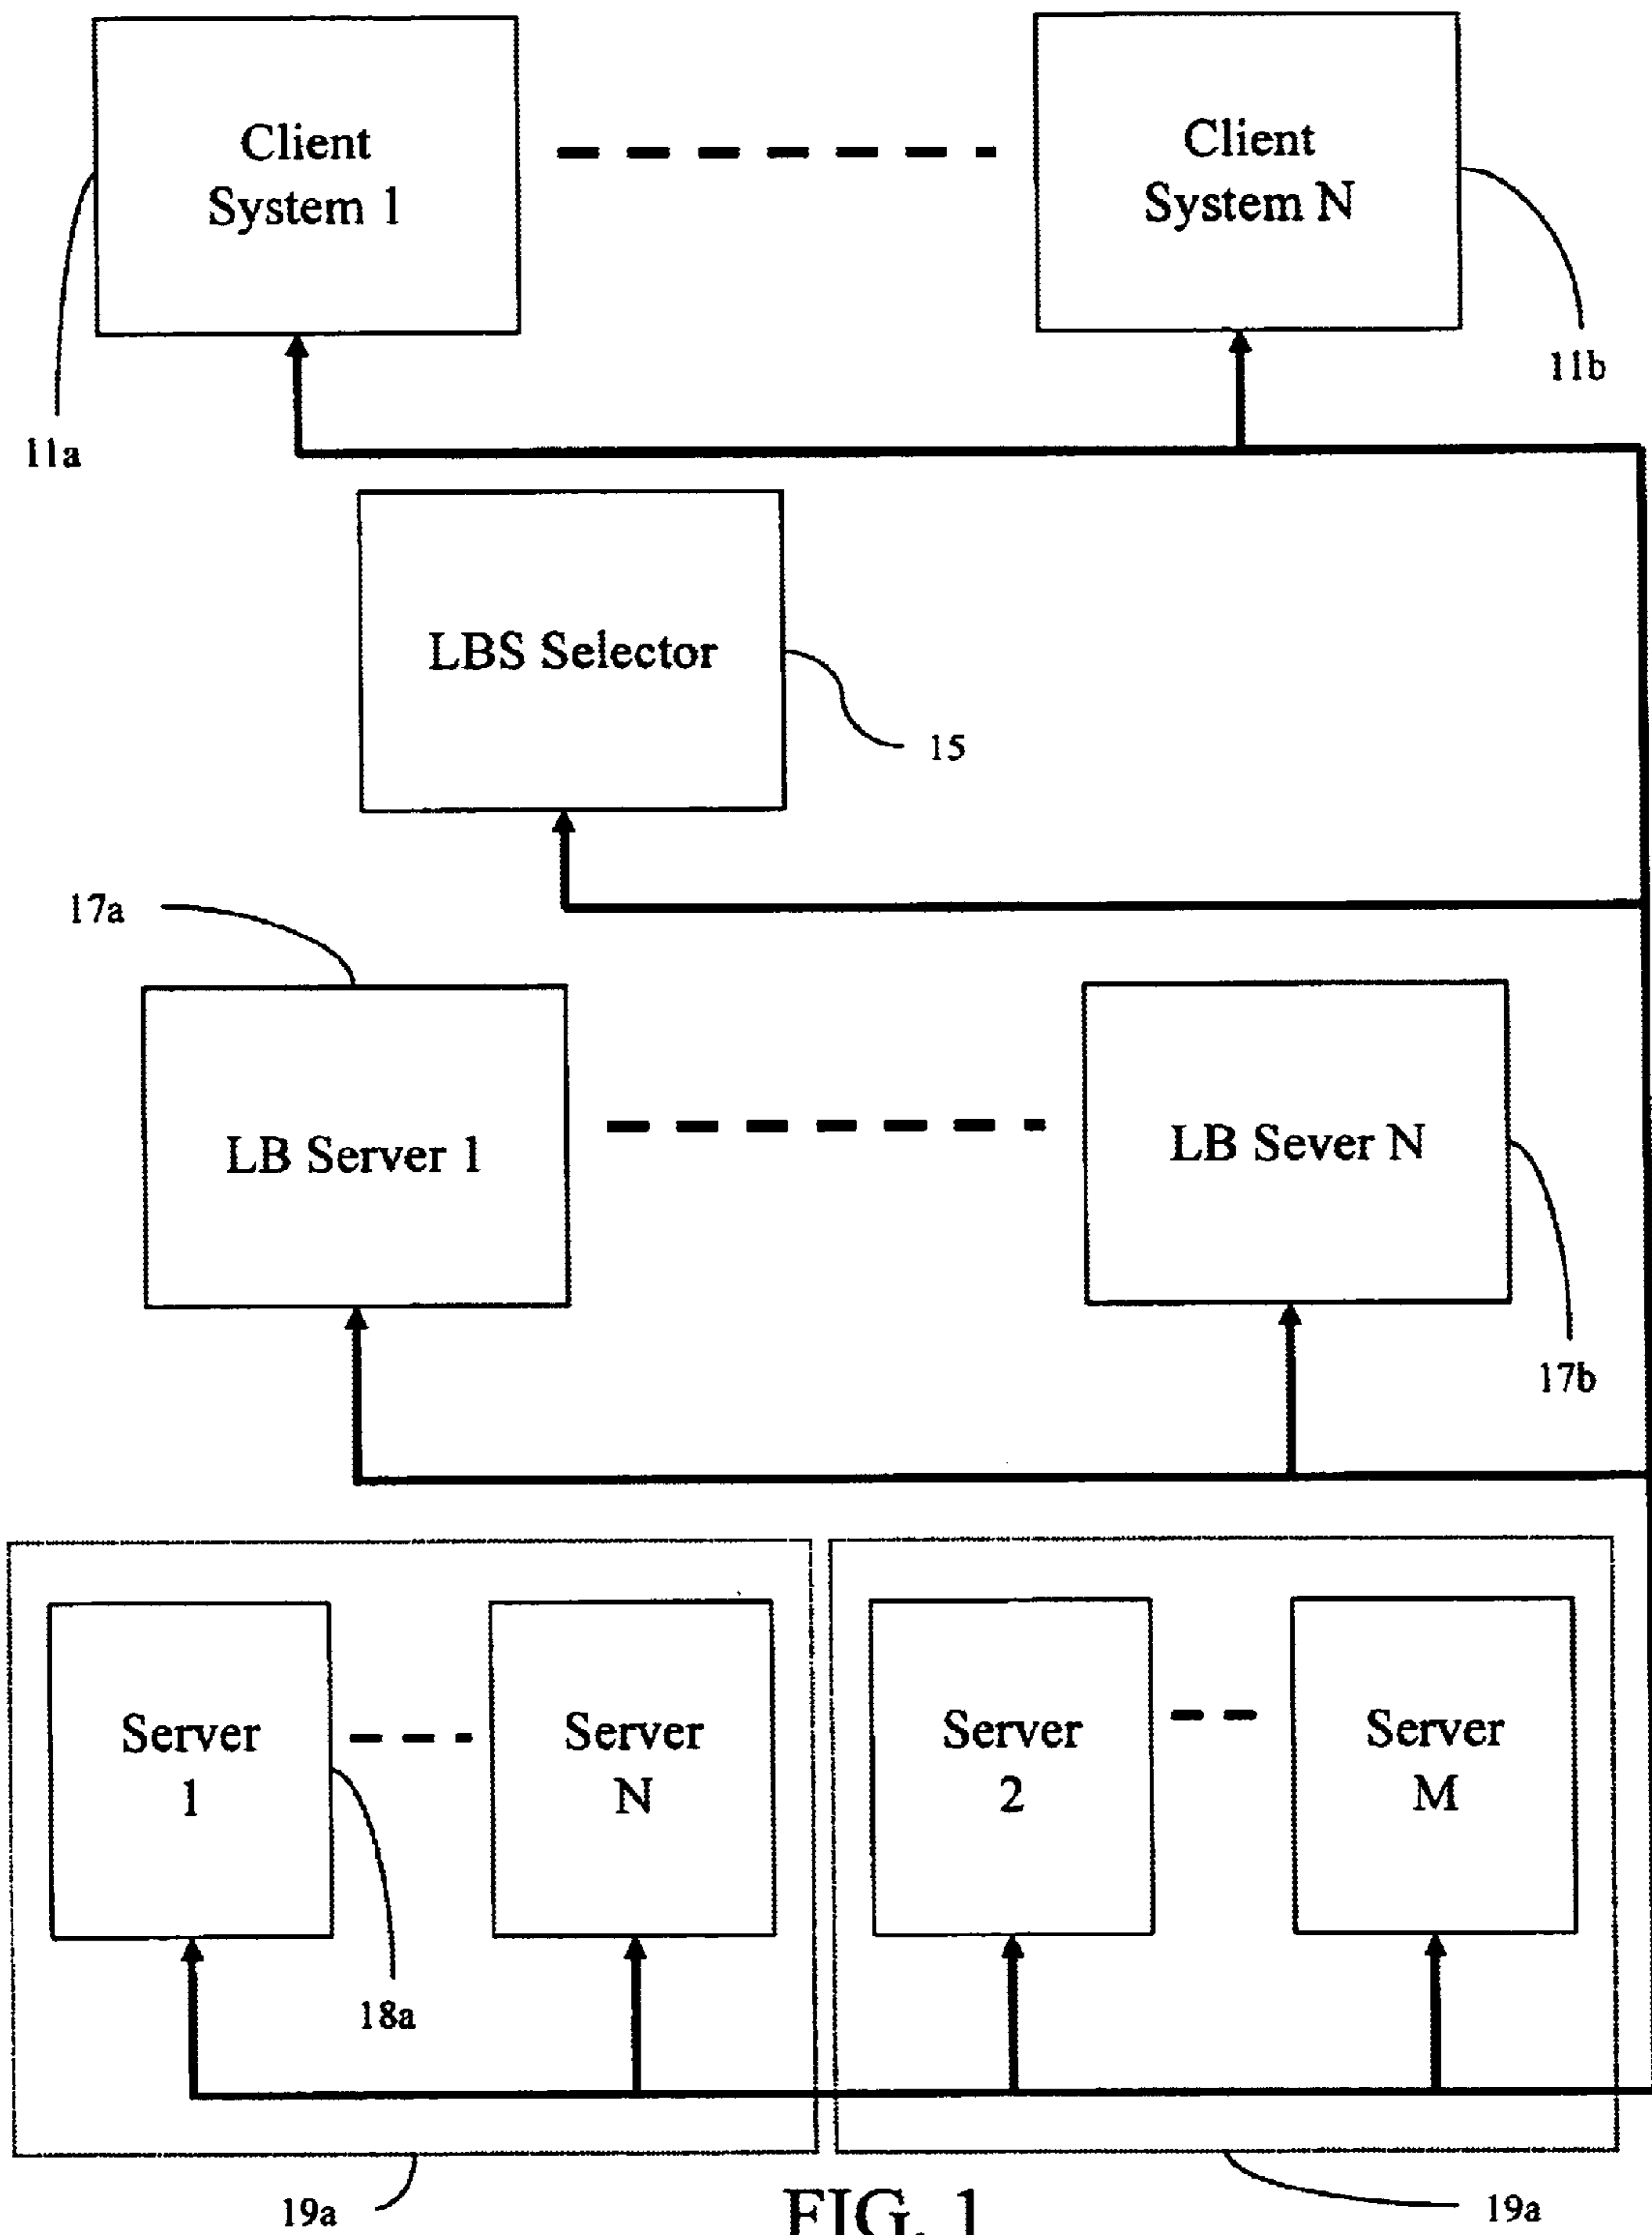 Client
System 1
Client
System N
11a
11b
LBS Selector
15
17a
LB Server 1
LB Sever N
17b
Server
1
Server
N
Server
2
Server
M
18a
19a
19a
FIG. 1